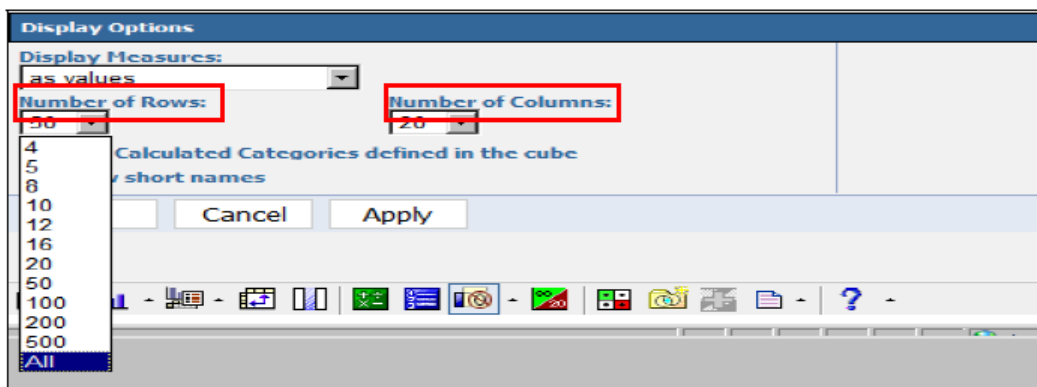 Display Options
Display Measures:
as values
Number of Rows: Number of Columns:
50 20
4
Calculated Categories defined in the cube
5
short names
8
10
Cancel Apply
12
16
20
50
100
200
500
All